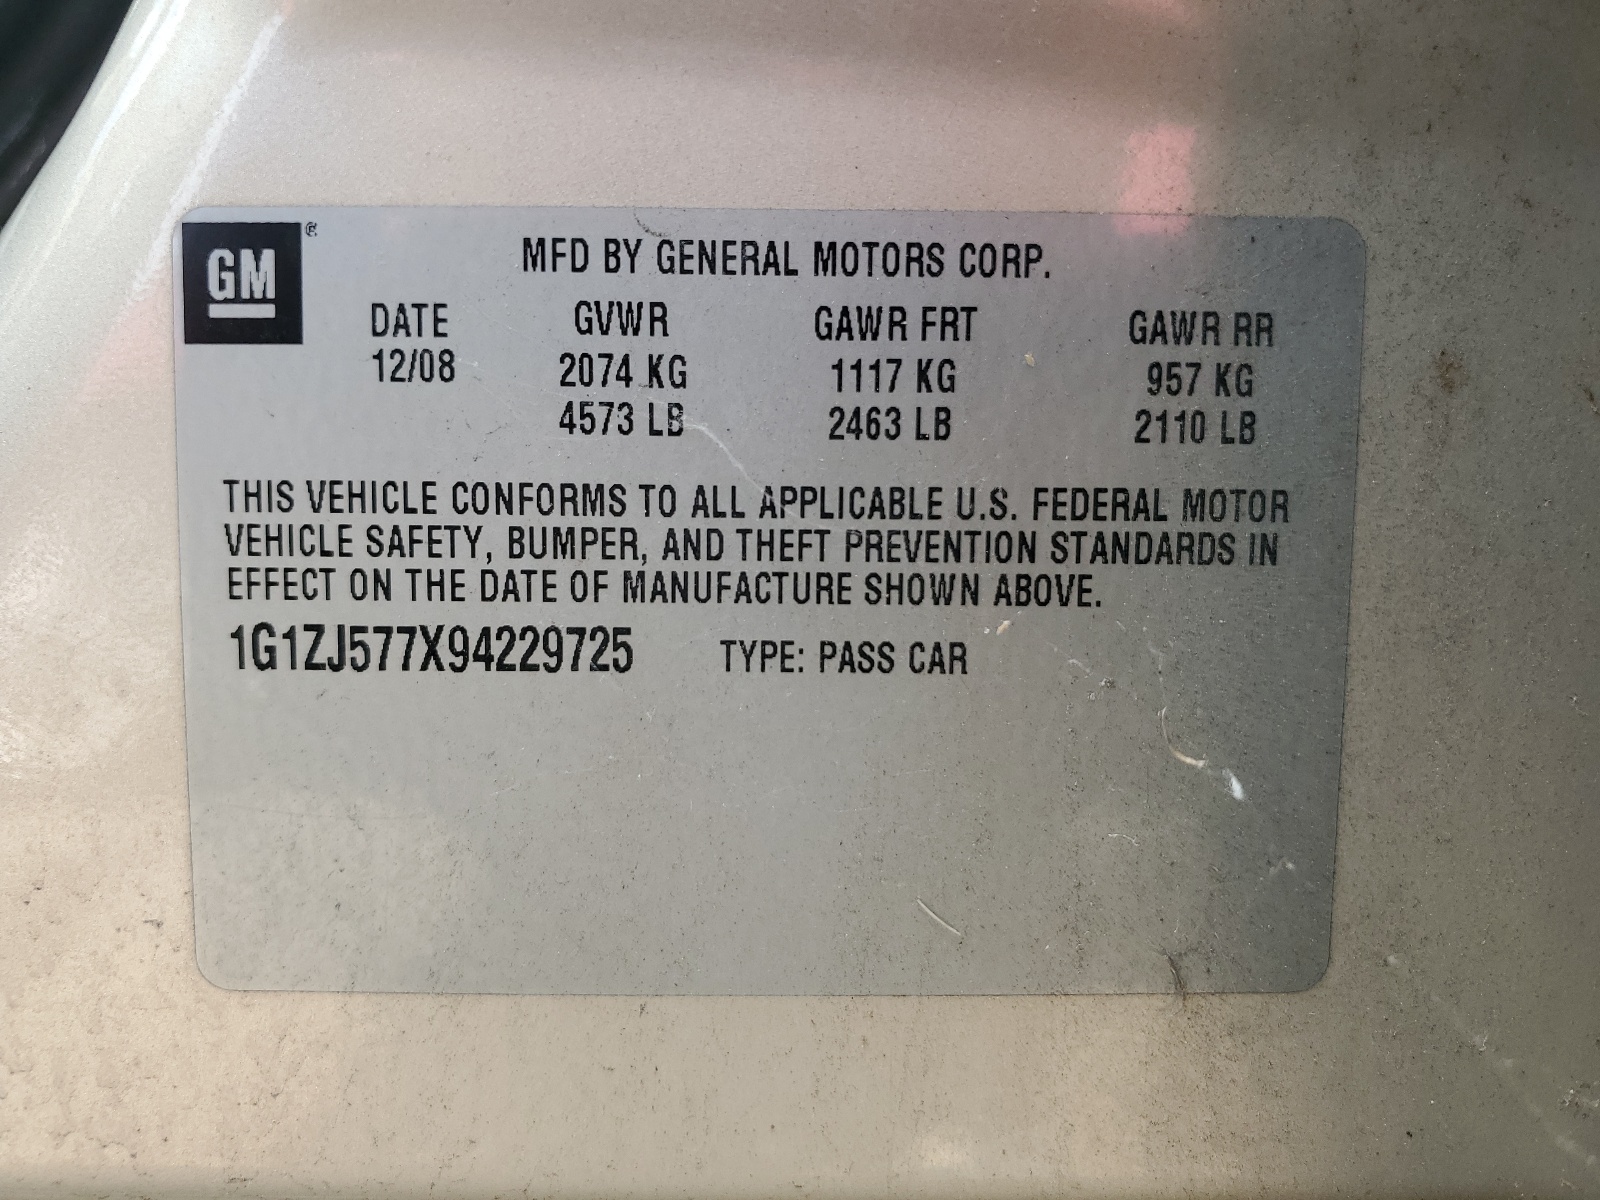 GM ®
MFD BY GENERAL MOTORS CORP.
DATE GVWR GAWR FRT GAWR RR
12/08 2074 KG 1117 KG 957 KG
4573 LB 2463 LB 2110 LB
THIS VEHICLE CONFORMS TO ALL APPLICABLE U.S. FEDERAL MOTOR
VEHICLE SAFETY, BUMPER, AND THEFT PREVENTION STANDARDS IN
EFFECT ON THE DATE OF MANUFACTURE SHOWN ABOVE.
1G1ZJ577X94229725 TYPE: PASS CAR